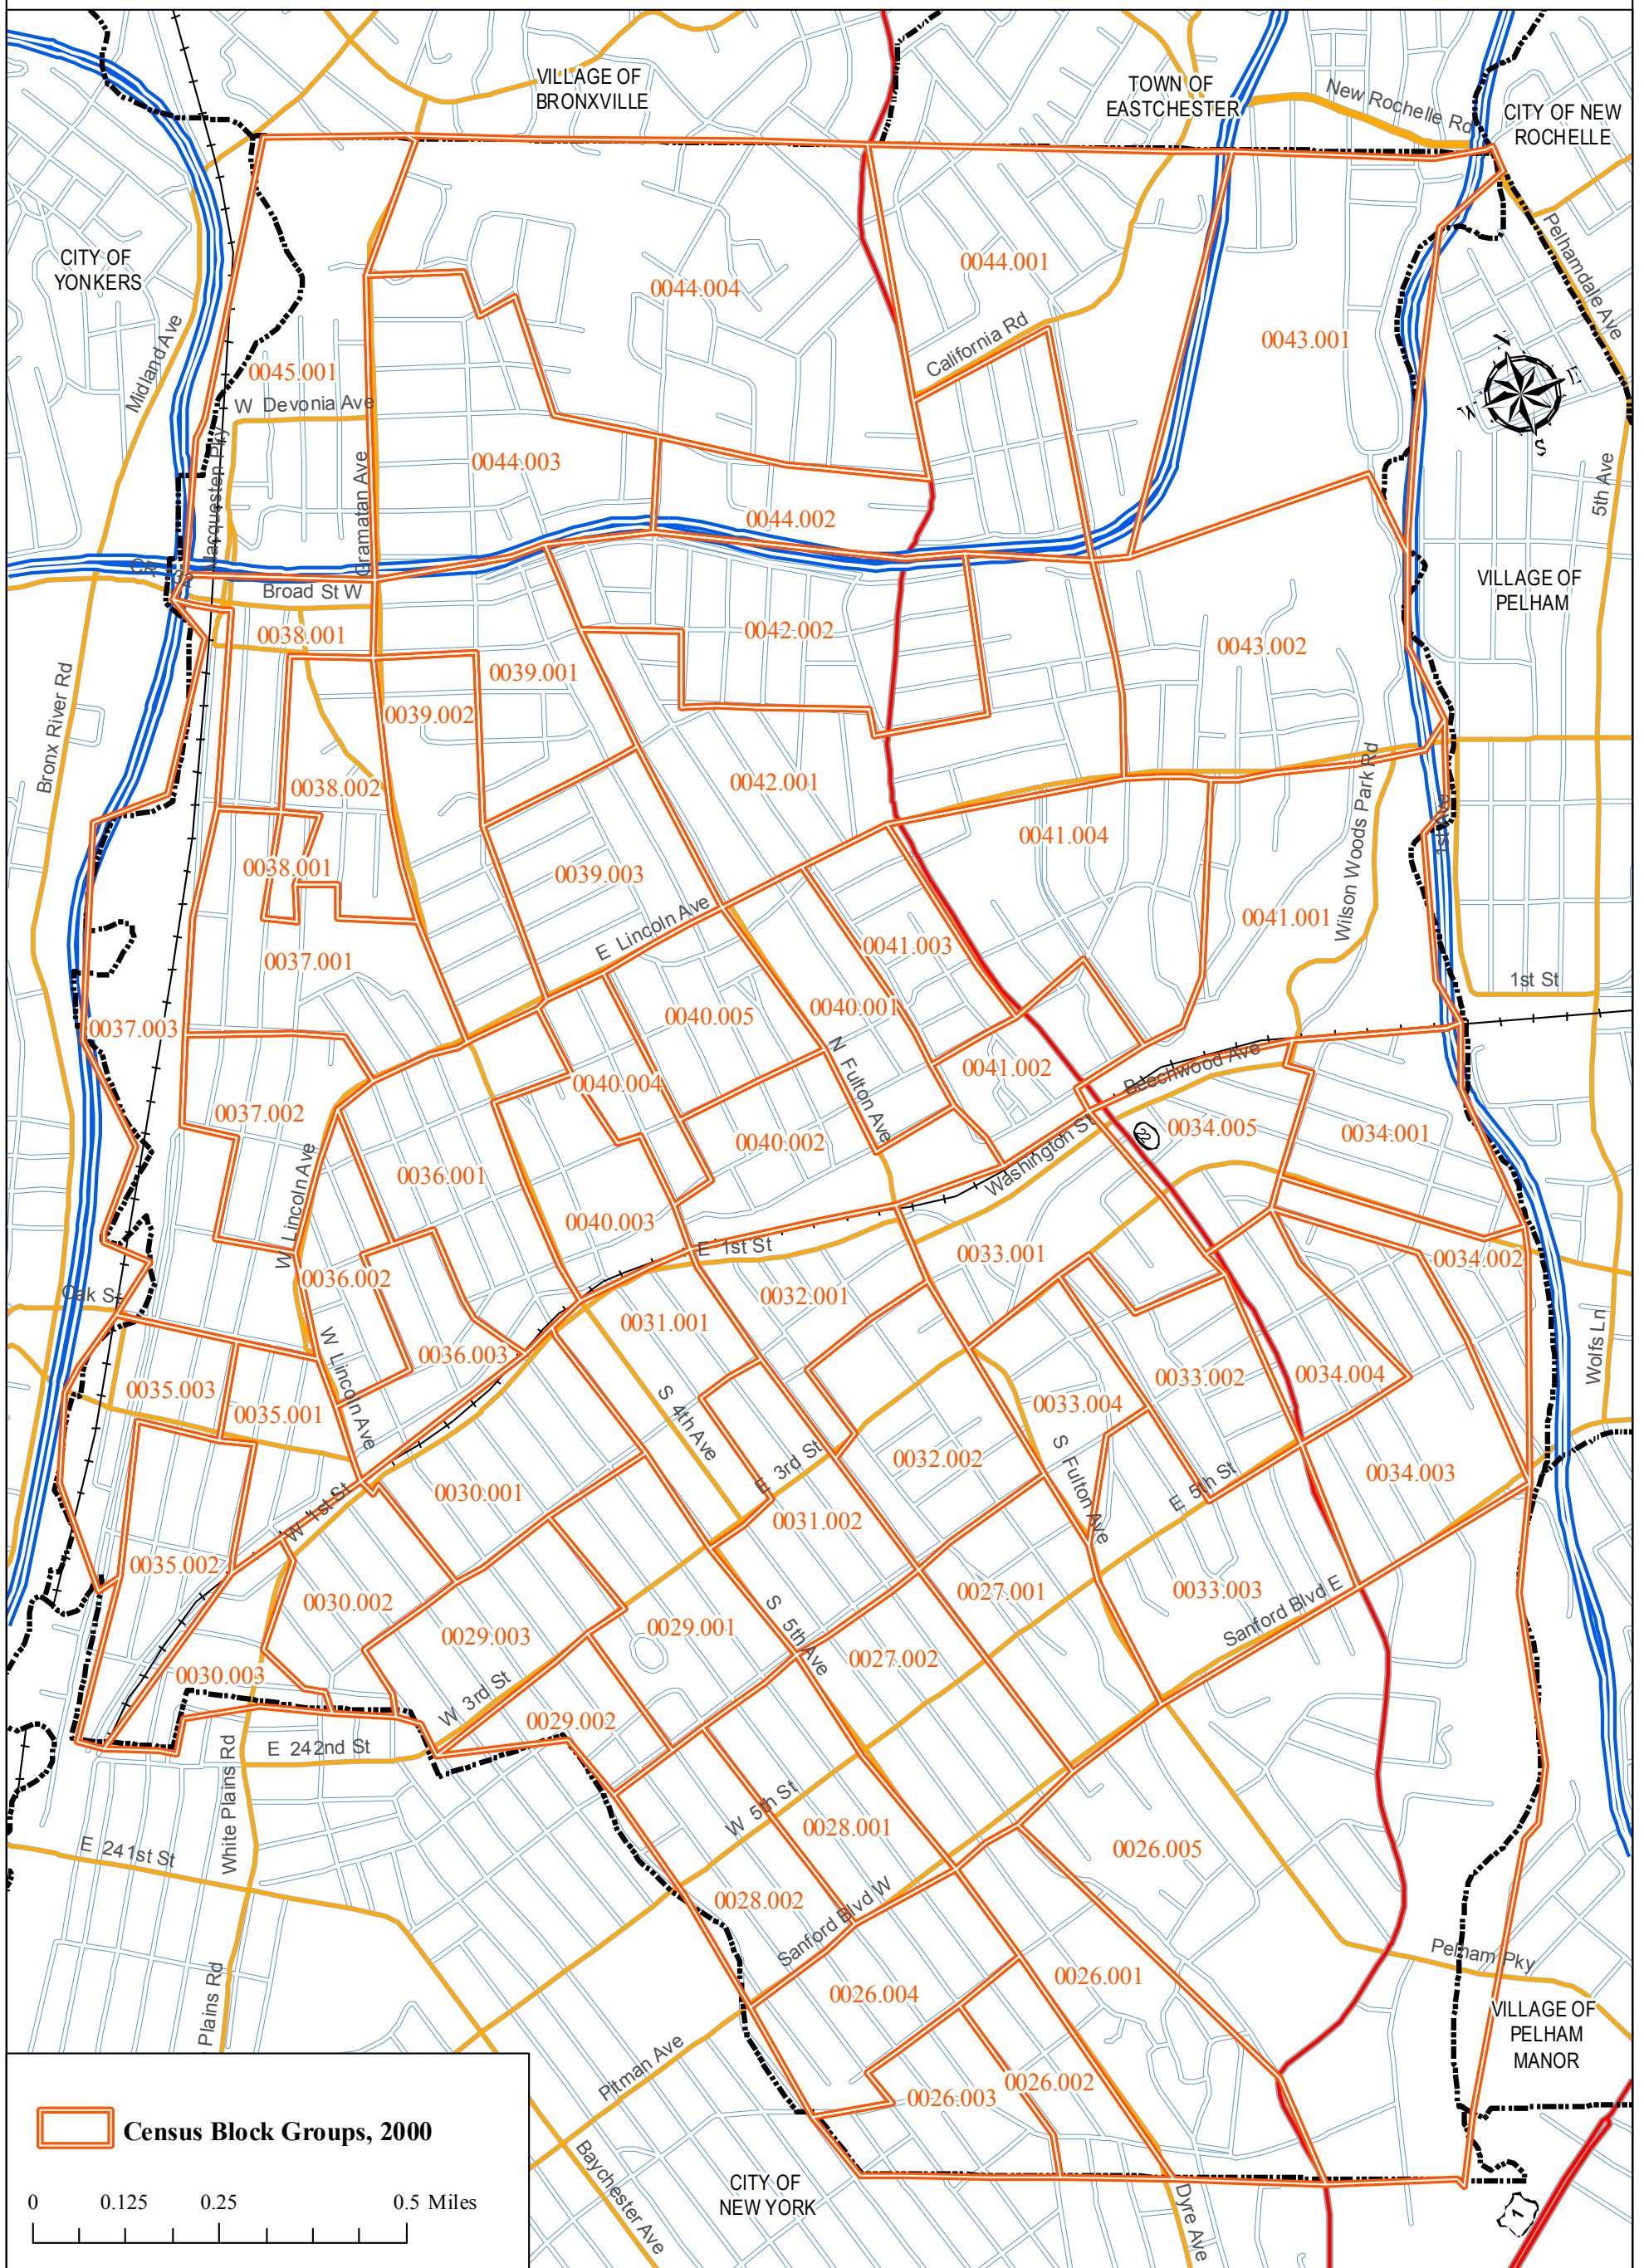 VILLAGE OF
BRONXVILLE
TOWN OF
EASTCHESTER
New Rochelle Rd
CITY OF NEW
ROCHELLE
CITY OF
YONKERS
Pelhamdale Ave
0044.001
0044.004
California Rd
0043.001
Midland Ave
0045.001
W Devonia Ave
N
E
W
S
Macquesten Pky
Gramatan Ave
0044.003
0044.002
5th Ave
Broad St W
VILLAGE OF
PELHAM
0038.001
0042.002
0043.002
0039.001
0039.002
Bronx River Rd
0038.002
0042.001
Wilson Woods Park Rd
1st Ave
0041.004
0038.001
0039.003
0041.001
E Lincoln Ave
0041.003
0037.001
1st St
0040.001
0040.005
0037.003
N Fulton Ave
0041.002
Beechwood Ave
0040.004
0037.002
22
0034.005
0034.001
0040.002
Washington St
W Lincoln Ave
0036.001
0040.003
E 1st St
0033.001
0034.002
0036.002
Oak St
0032.001
0031.001
Wolfs Ln
W Lincoln Ave
0036.003
0034.004
0033.002
0035.003
0035.001
0033.004
S 4th Ave
S Fulton Ave
0032.002
E 3rd St
0034.003
E 5th St
0030.001
W 1st St
0031.002
0035.002
0027.001
0033.003
0030.002
Sanford Blvd E
S 5th Ave
0029.001
0029.003
0027.002
0030.003
W 3rd St
0029.002
E 242nd St
White Plains Rd
W 5th St
0028.001
0026.005
E 241st St
0028.002
Sanford Blvd W
Pelham Pky
0026.001
0026.004
Plains Rd
VILLAGE OF
PELHAM
MANOR
Pitman Ave
0026.002
0026.003
Census Block Groups, 2000
Baychester Ave
CITY OF
NEW YORK
Dyre Ave
1
0 0.125 0.25 0.5 Miles